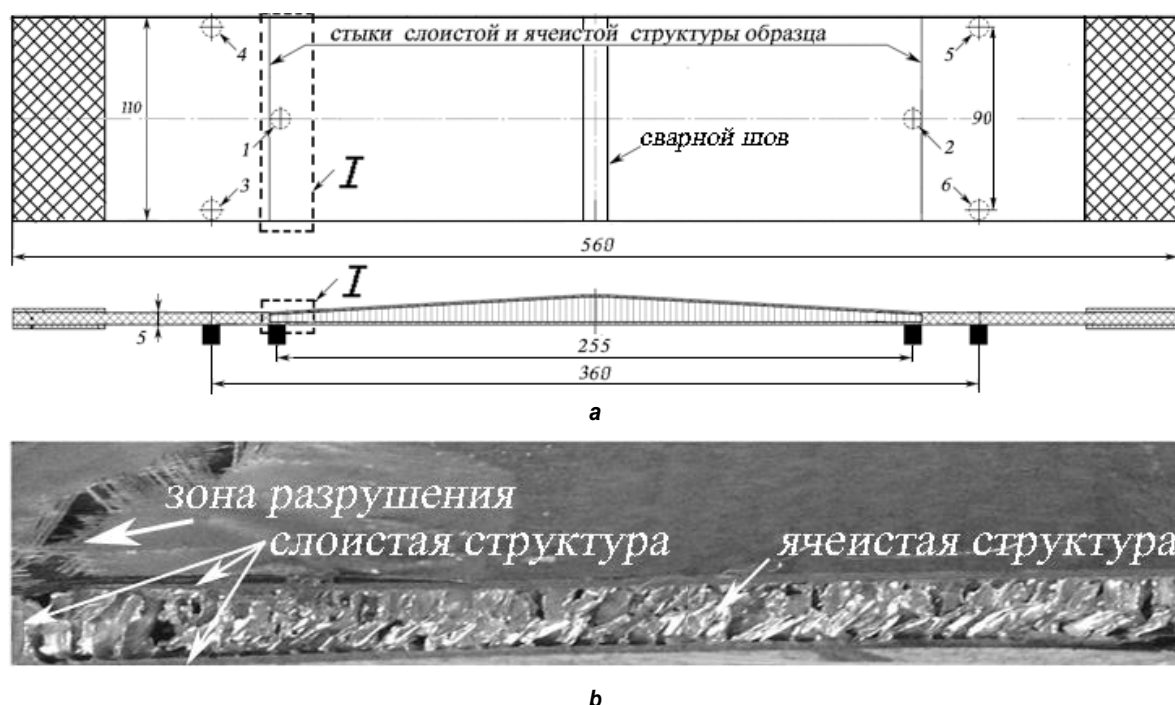 4
стыки слоистой и ячеистой структуры образца
5
110
1
2
90
сварной шов
3
I
6
560
I
5
255
360
a
зона разрушения
слоистая структура
ячеистая структура
b